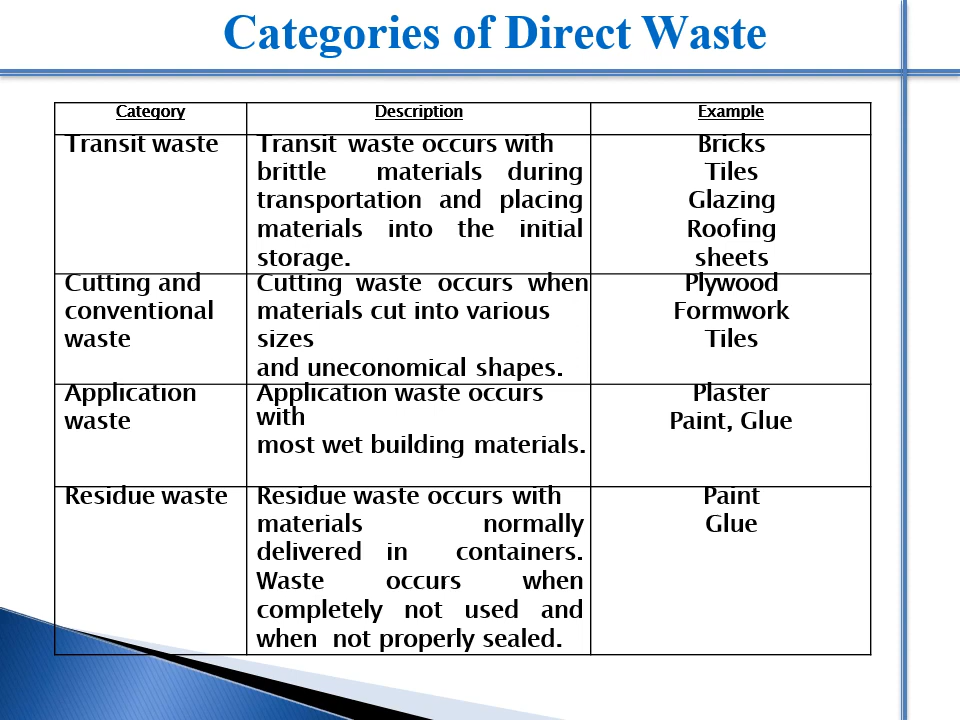 Categories of Direct Waste
Category Description Example
Transit waste
Transit waste occurs with
brittle materials during
transportation and placing
materials into the initial
storage.
Bricks
Tiles
Glazing
Roofing
sheets
Cutting and
conventional
waste
Cutting waste occurs when
materials cut into various
sizes
and uneconomical shapes.
Plywood
Formwork
Tiles
Application
waste
Application waste occurs
with
most wet building materials.
Plaster
Paint, Glue
Residue waste
Residue waste occurs with
materials normally
delivered in containers.
Waste occurs when
completely not used and
when not properly sealed.
Paint
Glue